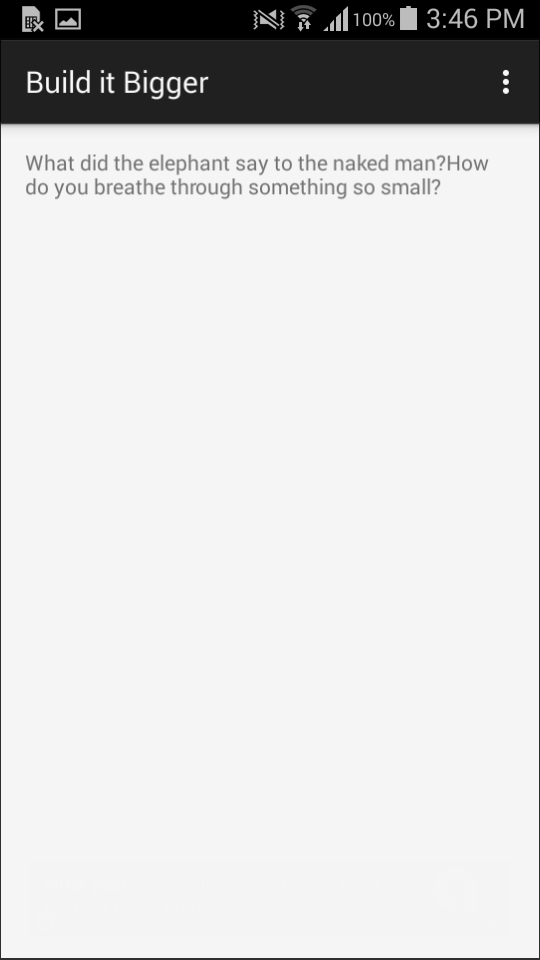 100% 3:46 PM
Build it Bigger
What did the elephant say to the naked man?How
do you breathe through something so small?